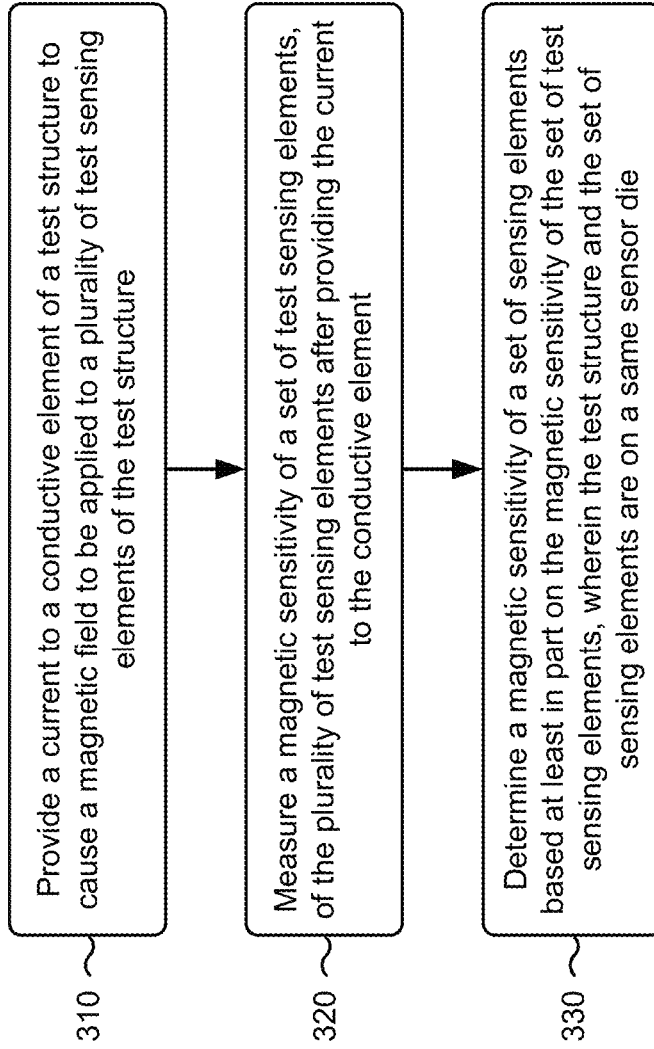 310
Provide a current to a conductive element of a test structure to
cause a magnetic field to be applied to a plurality of test sensing
elements of the test structure
320
Measure a magnetic sensitivity of a set of test sensing elements,
of the plurality of test sensing elements after providing the current
to the conductive element
330
Determine a magnetic sensitivity of a set of sensing elements
based at least in part on the magnetic sensitivity of the set of test
sensing elements, wherein the test structure and the set of
sensing elements are on a same sensor die